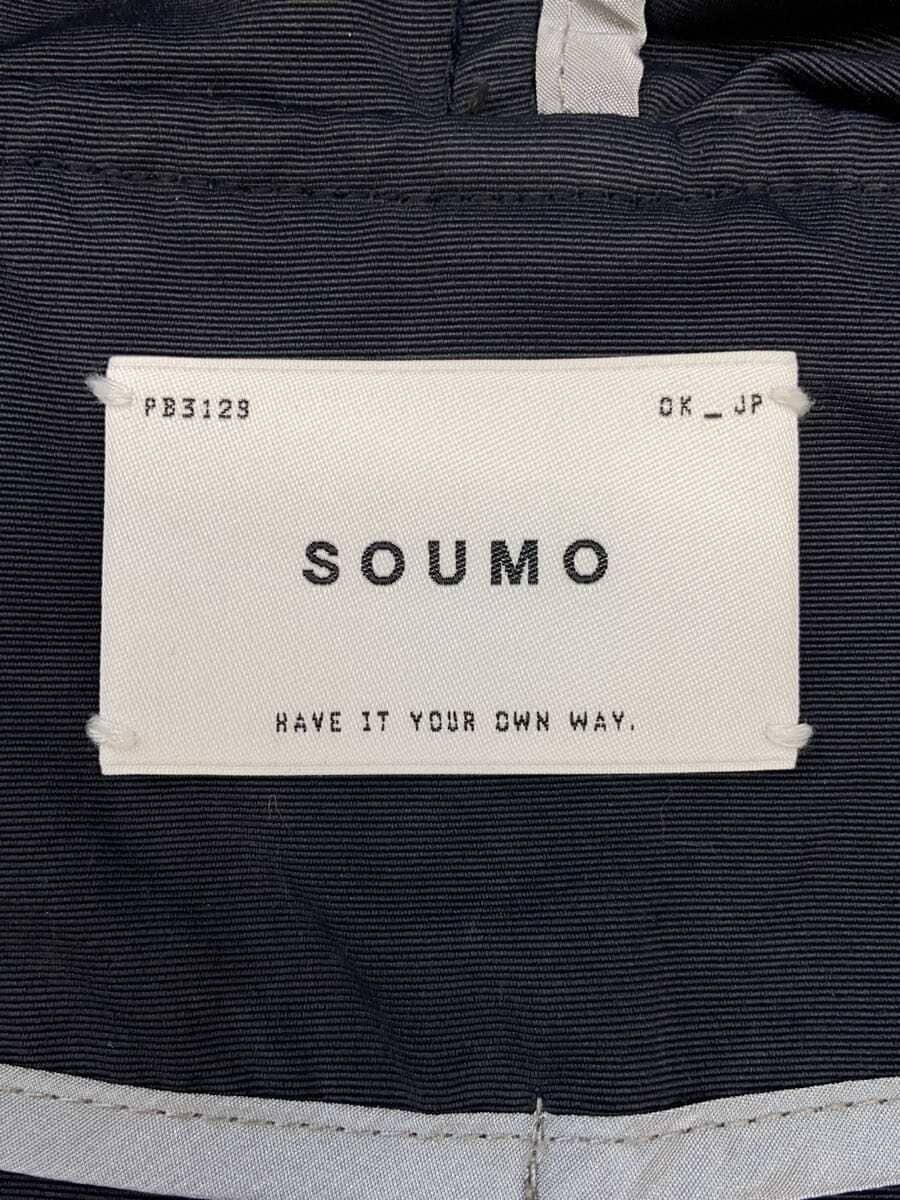 PB3129 OK_JP
SOUMO
HAVE IT YOUR OWN WAY.